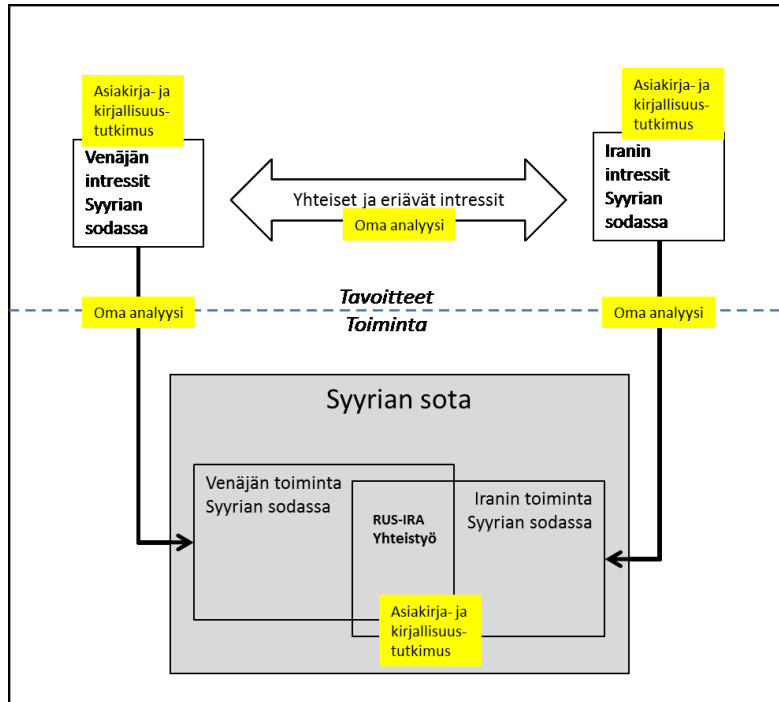 Asiakirja- ja
kirjallisuus-
tutkimus
Venäjän
intressit
Syyrian
sodassa
Asiakirja- ja
kirjallisuus-
tutkimus
Iranin
intressit
Syyrian
sodassa
Yhteiset ja eriävät intressit
Oma analyysi
Oma analyysi
Tavoitteet
Toiminta
Oma analyysi
Syyrian sota
Venäjän toiminta
Syyrian sodassa
RUS-IRA
Yhteistyö
Iranin toiminta
Syyrian sodassa
Asiakirja- ja
kirjallisuus-
tutkimus